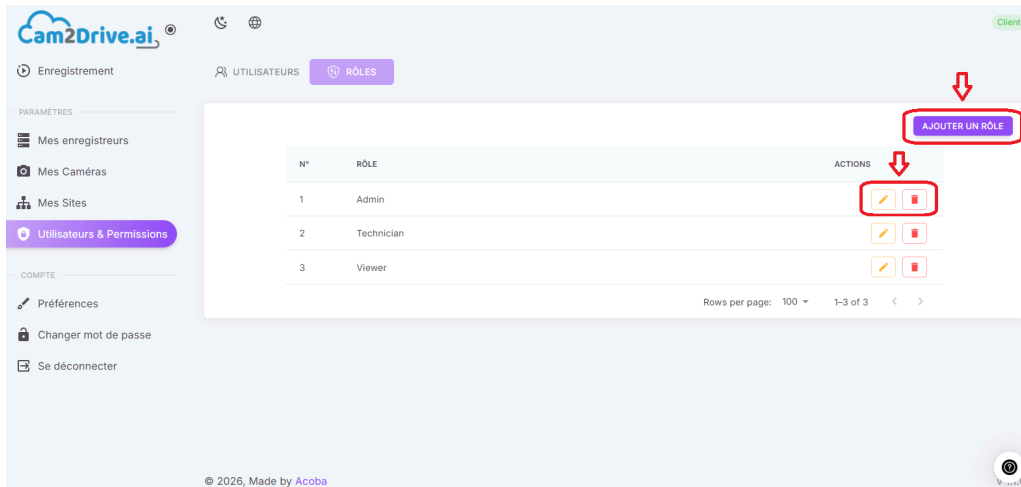 Cam2Drive.ai
Client
Enregistrement
UTILISATEURS
RÔLES
PARAMÈTRES
AJOUTER UN RÔLE
Mes enregistreurs
N° RÔLE ACTIONS
Mes Caméras
1 Admin
Mes Sites
2 Technician
Utilisateurs & Permissions
3 Viewer
COMPTE
Rows per page: 100 1–3 of 3
Préférences
Changer mot de passe
Se déconnecter
© 2026, Made by Acoba